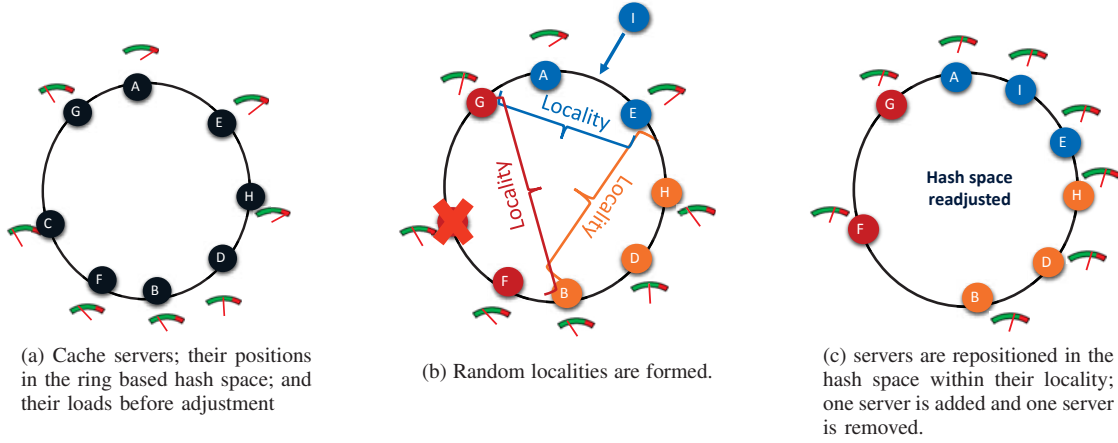 A
E
H
D
B
F
C
G
(a) Cache servers; their positions
in the ring based hash space; and
their loads before adjustment
I
A
E
H
D
B
F
G
Locality
Locality
Locality
(b) Random localities are formed.
A
I
E
H
D
B
F
G
Hash space
readjusted
(c) servers are repositioned in the
hash space within their locality;
one server is added and one server
is removed.